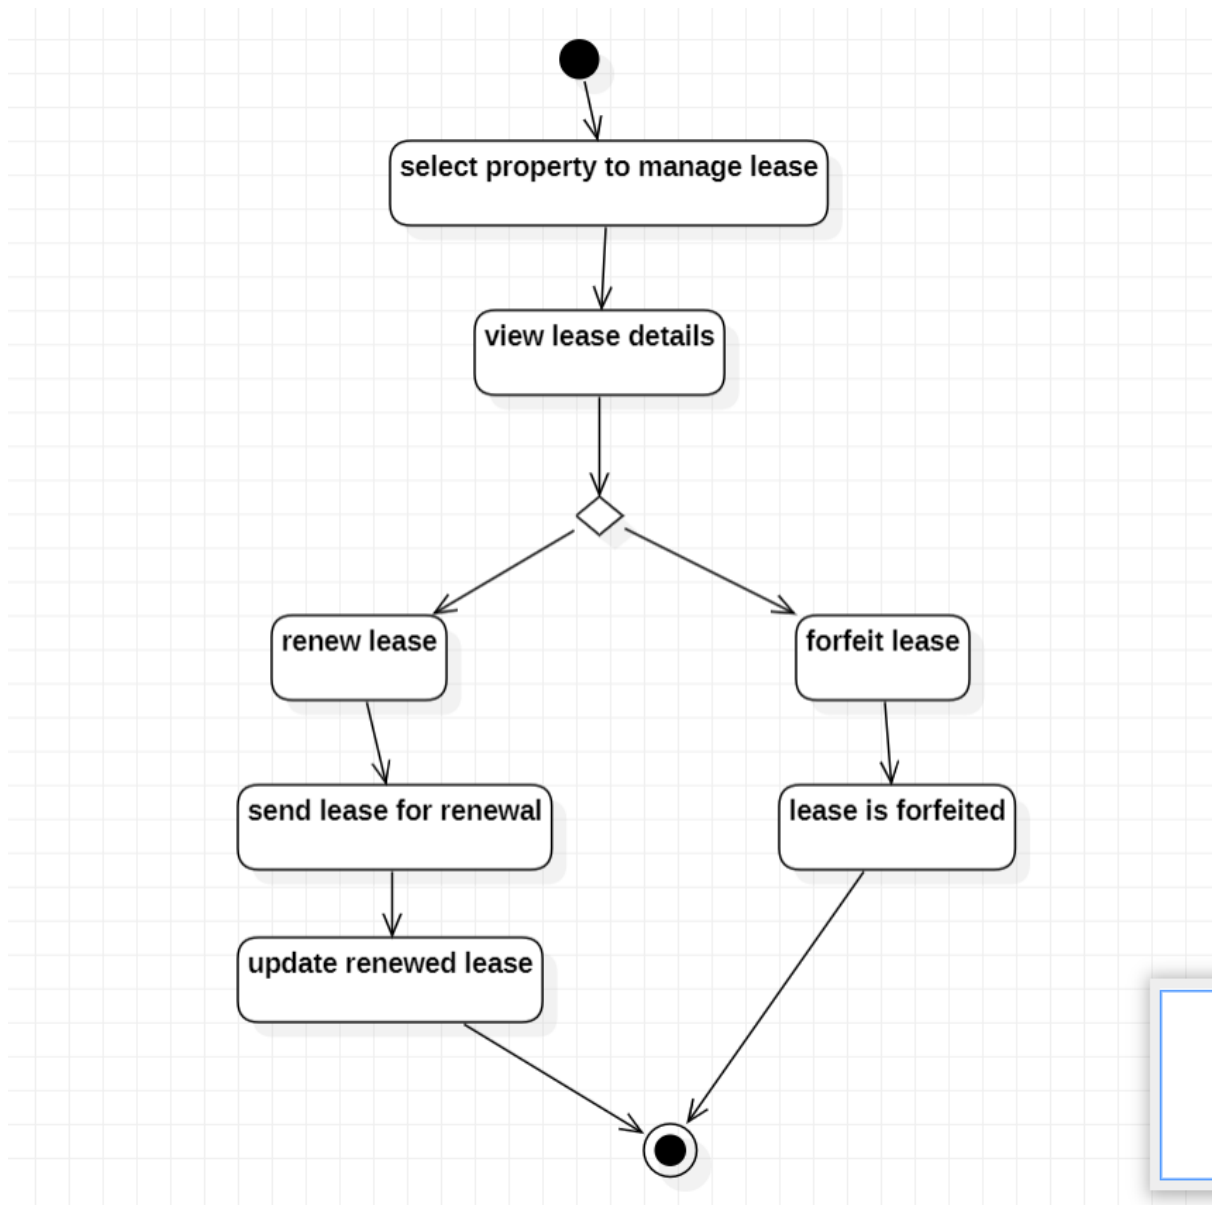 select property to manage lease
view lease details
renew lease
forfeit lease
send lease for renewal
lease is forfeited
update renewed lease